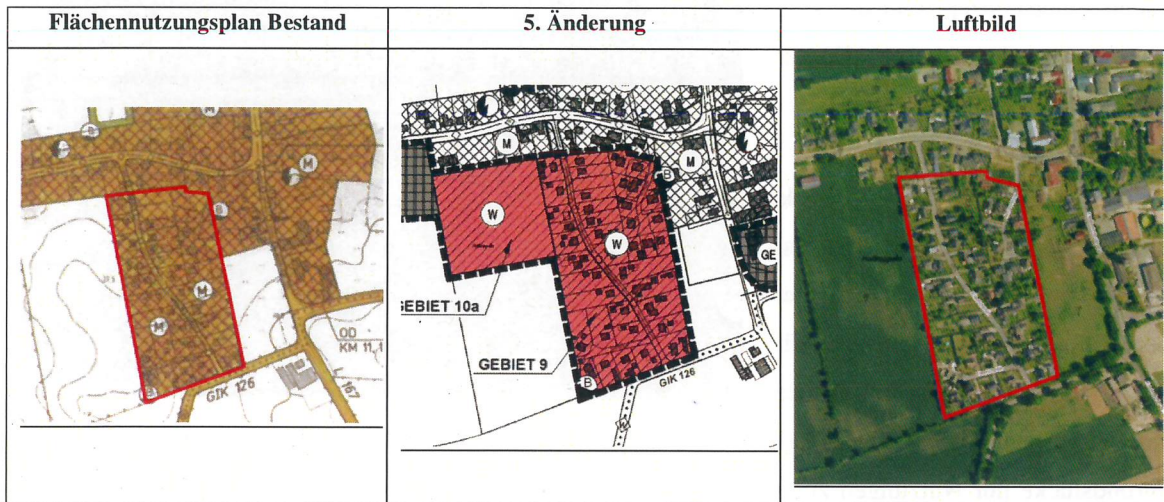 Flächennutzungsplan Bestand
5. Änderung
Luftbild
M
B
M
B
M
M
B
GIK 126
OD
KM 11,1
L 167
M
M
B
W
W
GE
GEBIET 10a
GEBIET 9
B
GIK 126
W